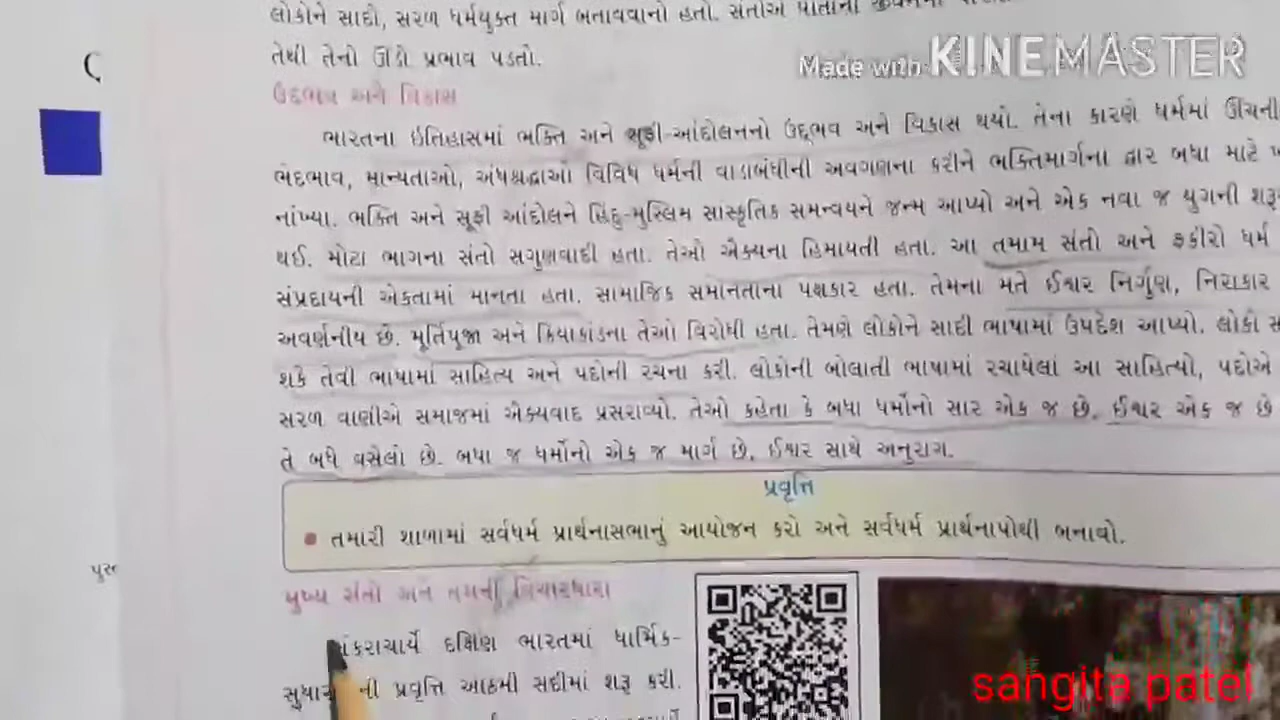 લોકોને સાદો, સરળ ધર્મયુક્ત માર્ગ બતાવવાનો હતો. સંતોએ પોતાના
તેથી તેનો ઊંડો પ્રભાવ પડતો.
Made with KINEMASTER
ઉદ્ભવ અને વિકાસ
ભારતના ઇતિહાસમાં ભક્તિ અને સૂફી-આંદોલનનો ઉદ્ભવ અને વિકાસ થયો. તેના કારણે ધર્મમાં ઊંચની
ભેદભાવ, માન્યતાઓ, અંધશ્રદ્ધાઓ વિવિધ ધર્મની વાડાબંધીની અવગણના કરીને ભક્તિમાર્ગના દ્વાર બધા માટે
નાંખ્યા. ભક્તિ અને સૂફી આંદોલને હિંદુ-મુસ્લિમ સાંસ્કૃતિક સમન્વયને જન્મ આપ્યો અને એક નવા જ યુગની
થઈ. મોટા ભાગના સંતો સગુણવાદી હતા. તેઓ ઐક્યના હિમાયતી હતા. આ તમામ સંતો અને ફકીરો ધર્મ
સંપ્રદાયની એકતામાં માનતા હતા. સામાજિક સમાનતાના પક્ષકાર હતા. તેમના મતે ઈશ્વર નિર્ગુણ, નિરાકાર
અવર્ણનીય છે. મૂર્તિપૂજા અને ક્રિયાકાંડના તેઓ વિરોધી હતા. તેમણે લોકોને સાદી ભાષામાં ઉપદેશ આપ્યો. લોકો
શકે તેવી ભાષામાં સાહિત્ય અને પદોની રચના કરી. લોકોની બોલાતી ભાષામાં રચાયેલાં આ સાહિત્યો, પદોએ
સરળ વાણીએ સમાજમાં ઐક્યવાદ પ્રસરાવ્યો. તેઓ કહેતા કે બધા ધર્મોનો સાર એક જ છે. ઈશ્વર એક જ છે
તે બધે વસેલો છે. બધા જ ધર્મોનો એક જ માર્ગ છે, ઈશ્વર સાથે અનુરાગ.
પ્રવૃત્તિ
• તમારી શાળામાં સર્વધર્મ પ્રાર્થનાસભાનું આયોજન કરો અને સર્વધર્મ પ્રાર્થનાપોથી બનાવો.
મુખ્ય સંતો અને તેમની વિચારધારા
શંકરાચાર્યે દક્ષિણ ભારતમાં ધાર્મિક-
ની પ્રવૃત્તિ આઠમી સદીમાં શરૂ કરી.
sangita patel